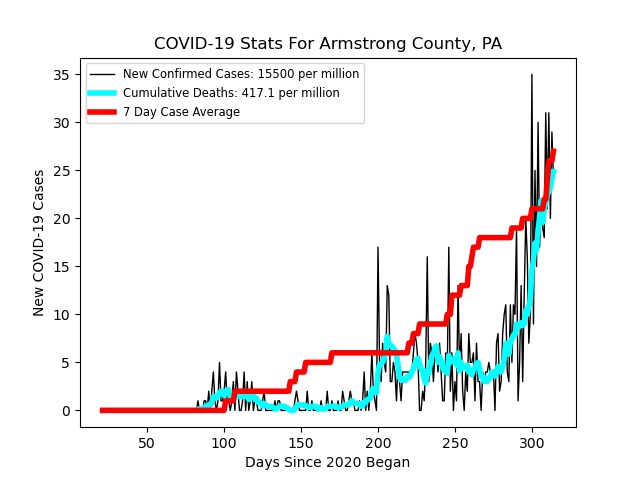 COVID-19 Stats For Armstrong County, PA
New Confirmed Cases: 15500 per million
Cumulative Deaths: 417.1 per million
7 Day Case Average
New COVID-19 Cases
35
30
25
20
15
10
5
0
50 100 150 200 250 300
Days Since 2020 Began